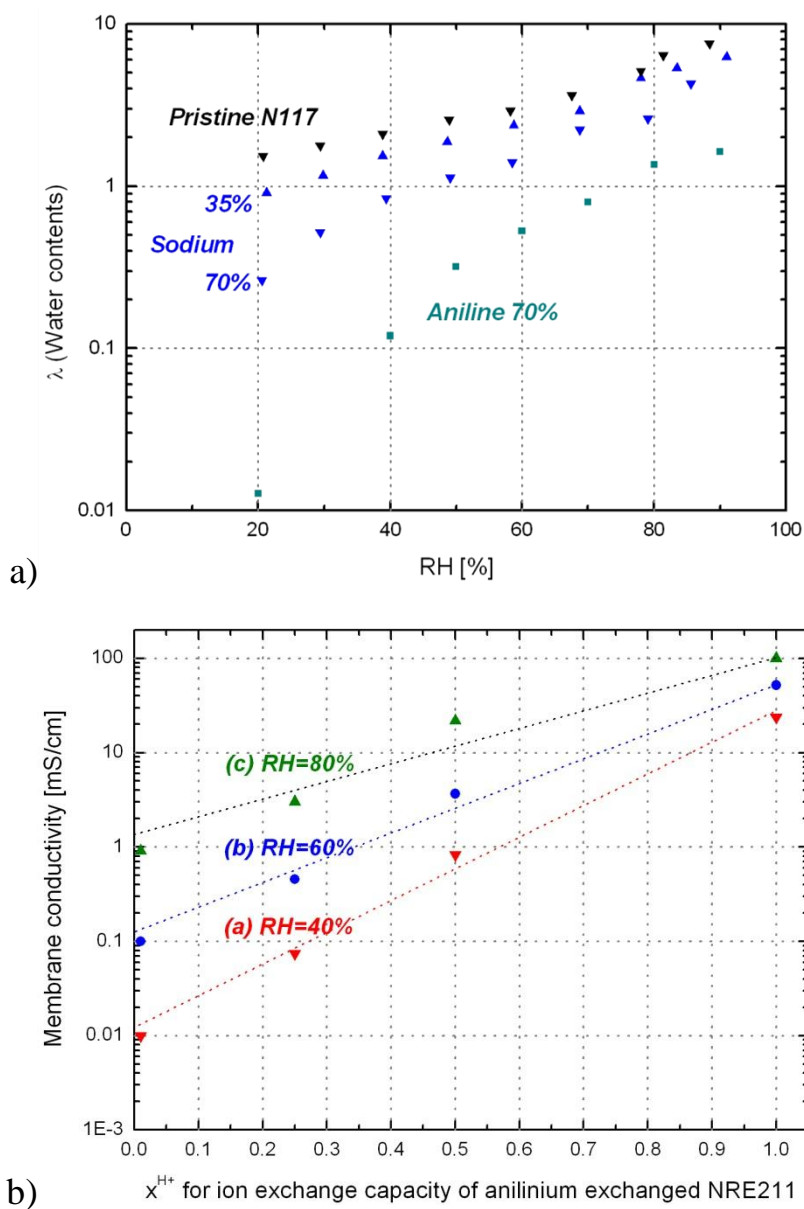 10
Pristine N117
1
35%
Sodium
70%
Aniline 70%
0.1
0.01
λ (Water contents)
0 20 40 60 80 100
RH [%]
a)
100
10
(c) RH=80%
1
(b) RH=60%
0.1
(a) RH=40%
0.01
1E-3
Membrane conductivity [mS/cm]
0.0 0.1 0.2 0.3 0.4 0.5 0.6 0.7 0.8 0.9 1.0
b)
x^H+ for ion exchange capacity of anilinium exchanged NRE211